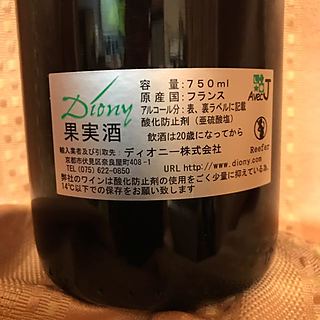 Diony
果実酒
容量:750ml
原産国:フランス
アルコール分:表、裏ラベルに記載
酸化防止剤(亜硫酸塩)
飲酒は20歳になってから
Avec J
Reefer
輸入業者及び引取先:ディオニー株式会社
京都市伏見区奈良屋町408-1
TEL(075)622-0850
URL http://www.diony.com
弊社のワインは酸化防止剤の使用をごく少量に抑えている為、
14℃以下での保存をお願い致します